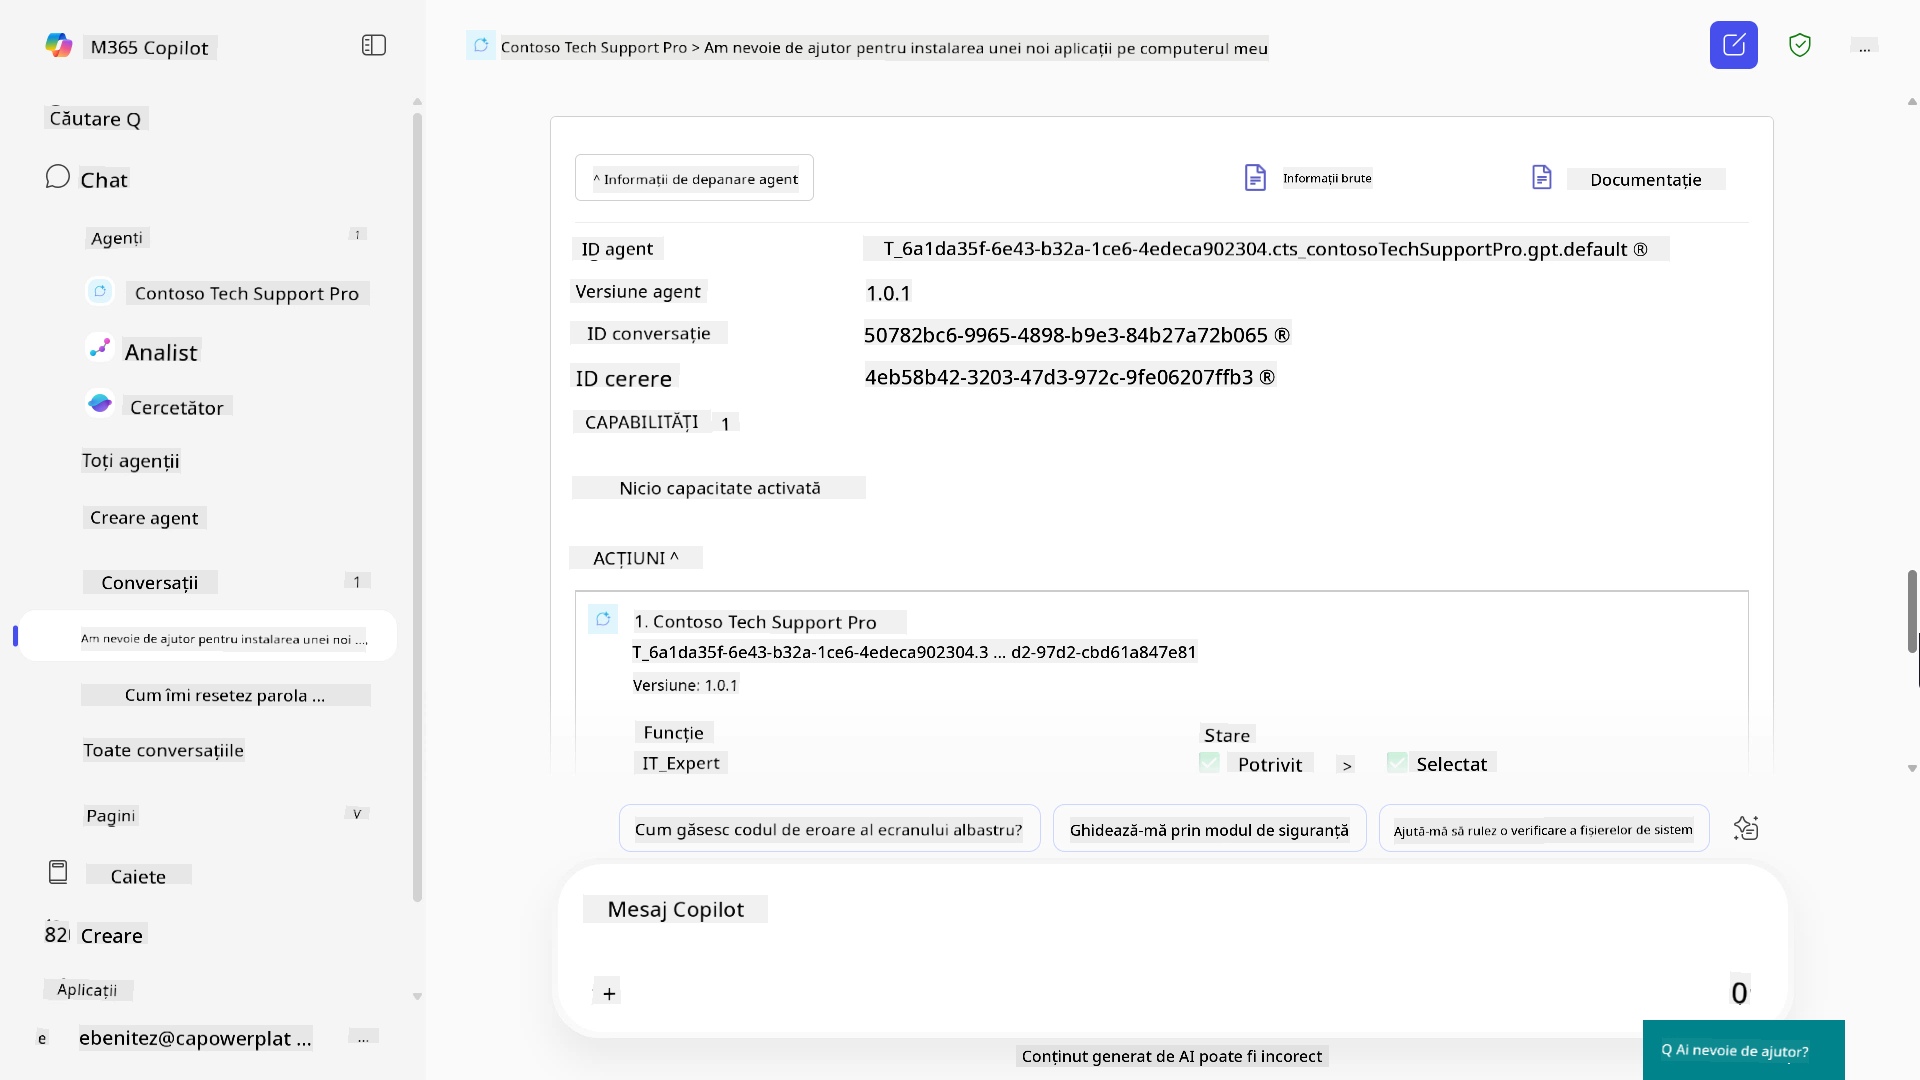 M365 Copilot
Căutare Q
Chat
Agenți 1
Contoso Tech Support Pro
Analist
Cercetător
Toți agenții
Creare agent
Conversații 1
Am nevoie de ajutor pentru instalarea unei noi ....
Cum îmi resetez parola ...
Toate conversațiile
Pagini V
Caiete
82 Creare
Aplicații
e ebenitez@capowerplat ... ...
Contoso Tech Support Pro > Am nevoie de ajutor pentru instalarea unei noi aplicații pe computerul meu
...
^ Informații de depanare agent
Informații brute
Documentație
ID agent T_6a1da35f-6e43-b32a-1ce6-4edeca902304.cts_contosoTechSupportPro.gpt.default ®
Versiune agent 1.0.1
ID conversație 50782bc6-9965-4898-b9e3-84b27a72b065 ®
ID cerere 4eb58b42-3203-47d3-972c-9fe06207ffb3 ®
CAPABILITĂȚI 1
Nicio capacitate activată
ACȚIUNI ^
1. Contoso Tech Support Pro
T_6a1da35f-6e43-b32a-1ce6-4edeca902304.3 ... d2-97d2-cbd61a847e81
Versiune: 1.0.1
Funcție Stare
IT_Expert Potrivit > Selectat
Cum găsesc codul de eroare al ecranului albastru?
Ghidează-mă prin modul de siguranță
Ajută-mă să rulez o verificare a fișierelor de sistem
Mesaj Copilot
+ 0
Conținut generat de AI poate fi incorect
Q Ai nevoie de ajutor?